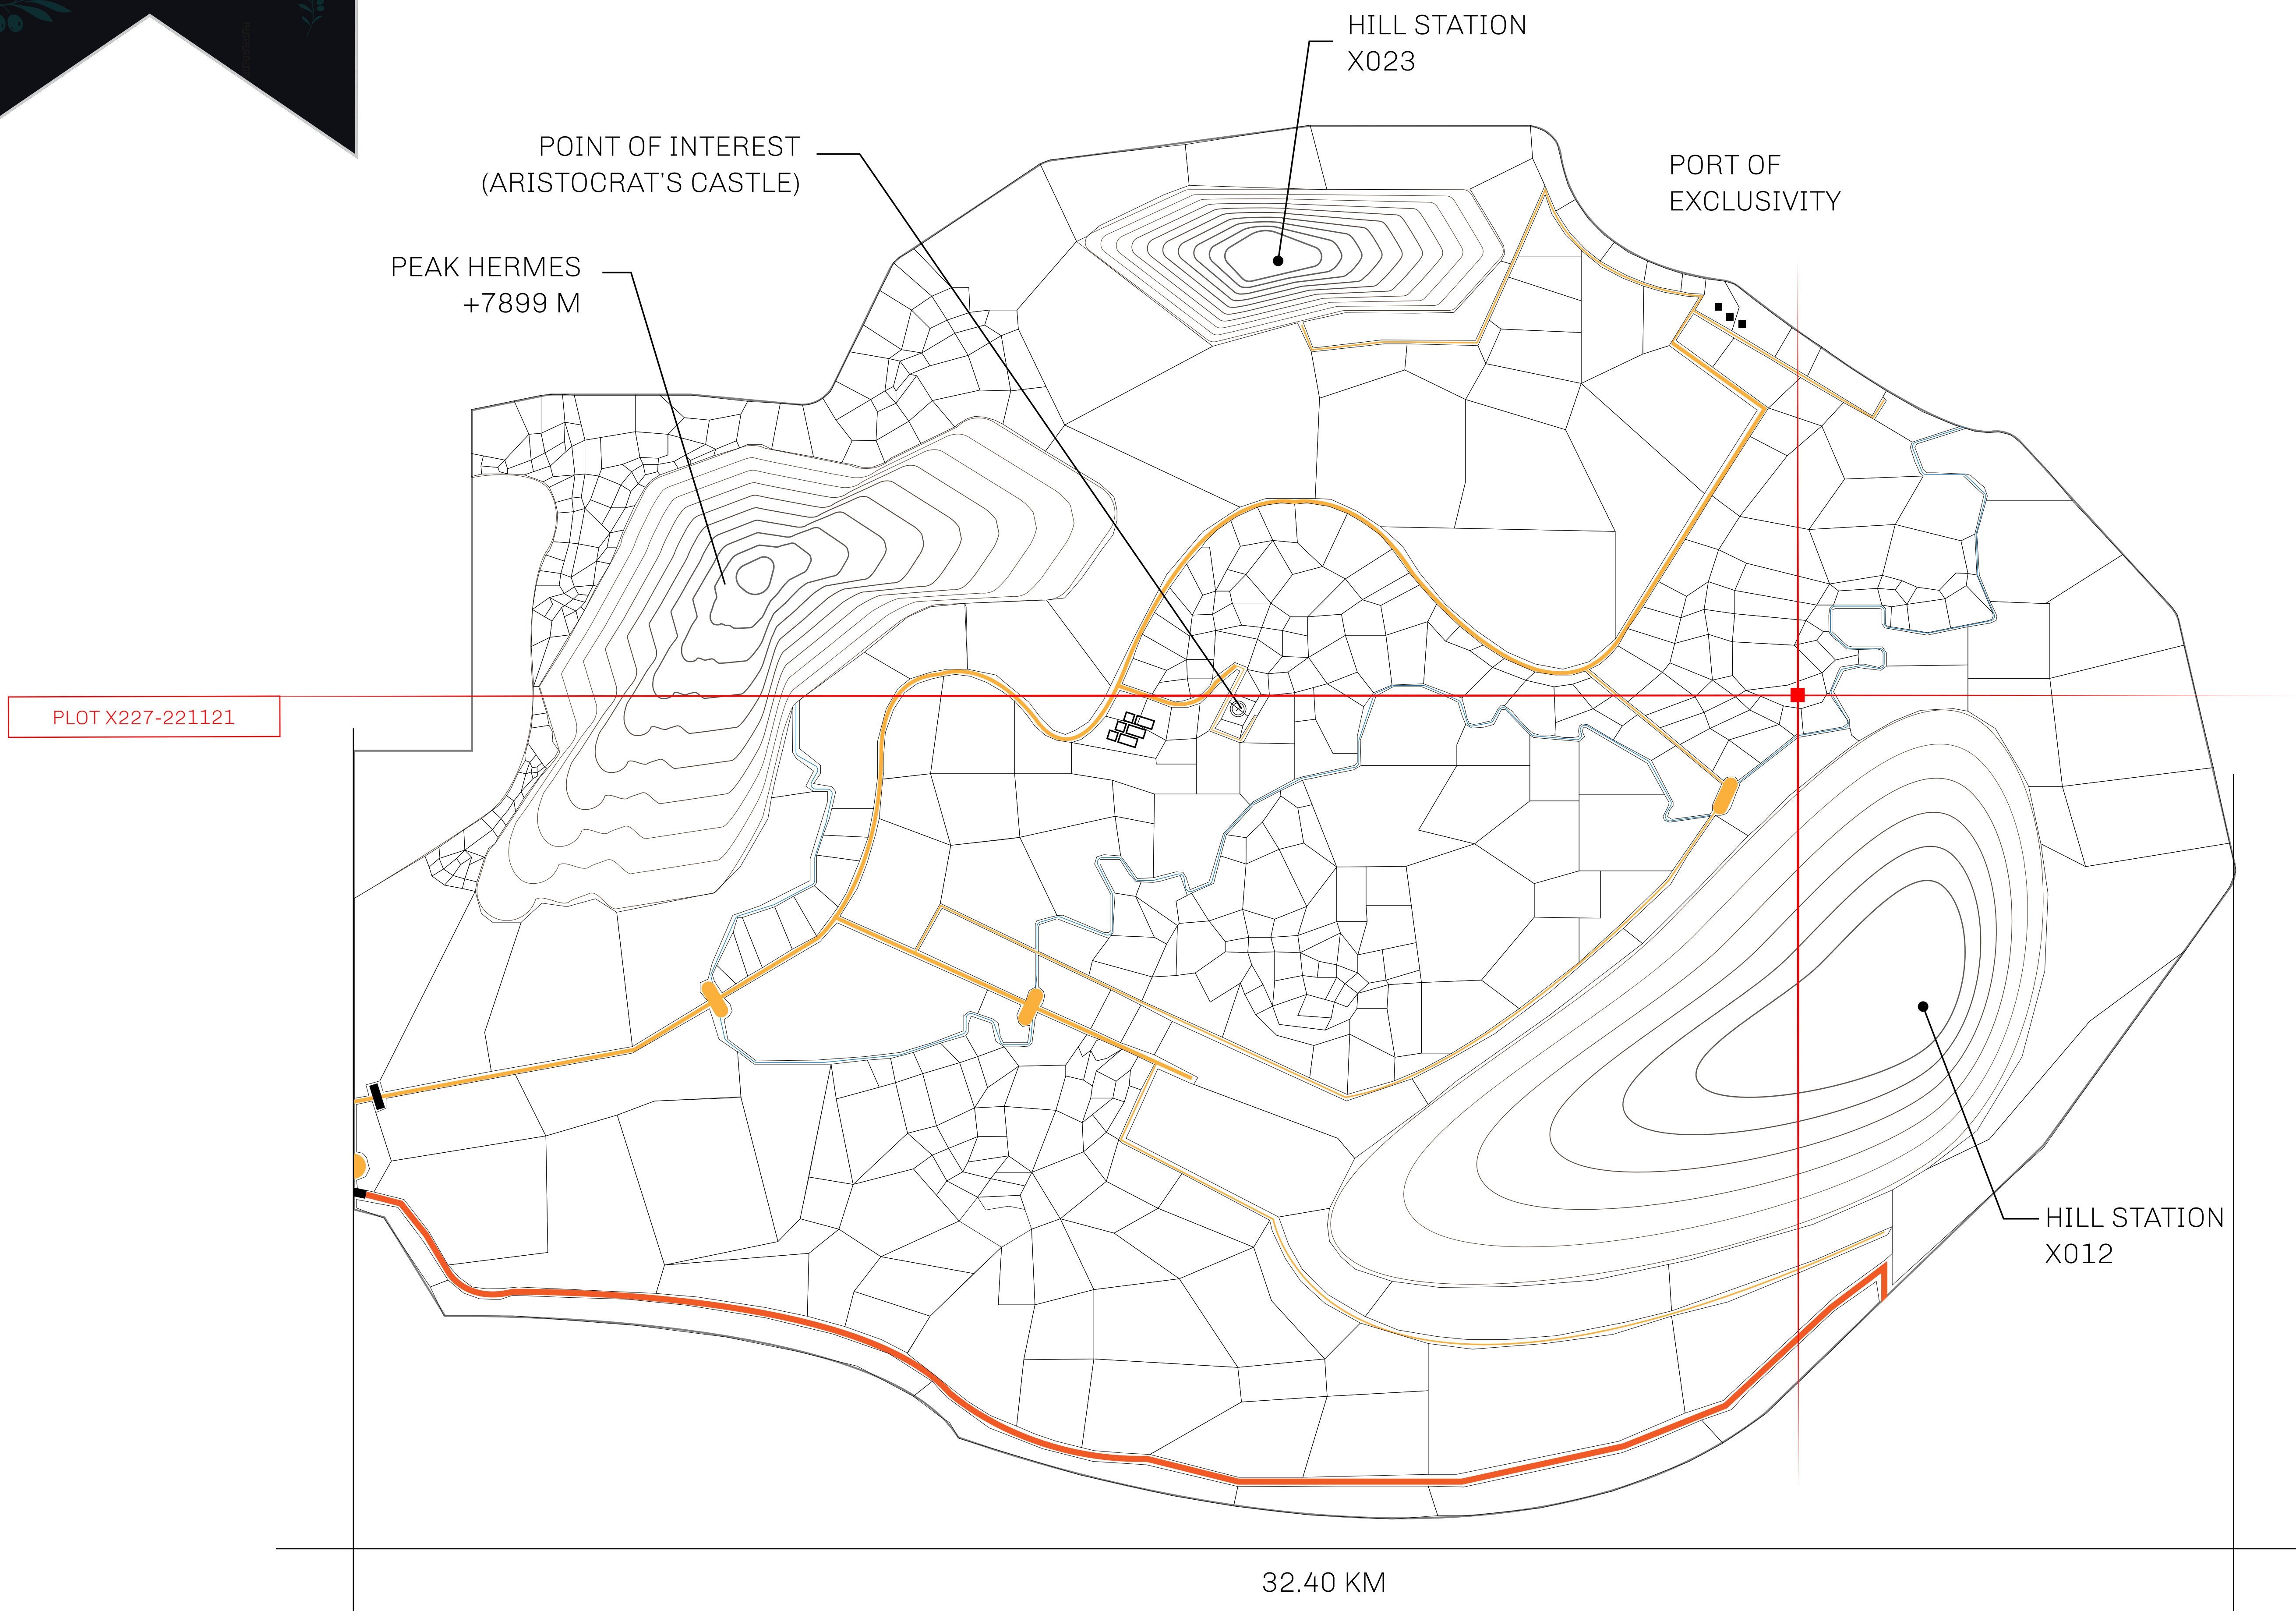 HILL STATION
X023
POINT OF INTEREST
(ARISTOCRAT'S CASTLE)
PORT OF
EXCLUSIVITY
PEAK HERMES
+7899 M
PLOT X227-221121
HILL STATION
X012
32.40 KM